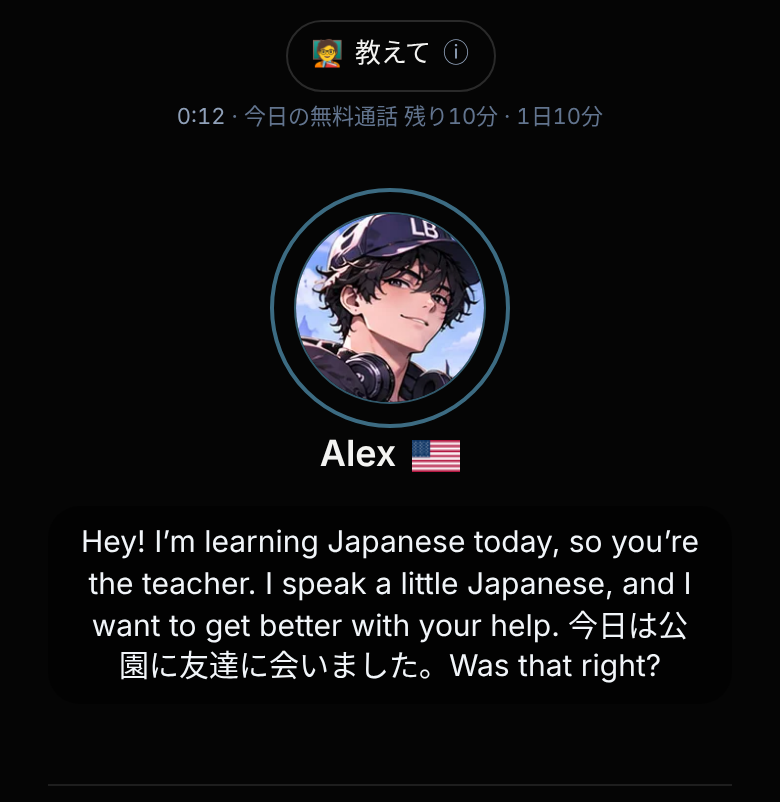 教えて ⓘ
0:12 · 今日の無料通話 残り10分 · 1日10分
LB
Alex
Hey! I’m learning Japanese today, so you’re
the teacher. I speak a little Japanese, and I
want to get better with your help. 今日は公
園に友達に会いました。Was that right?